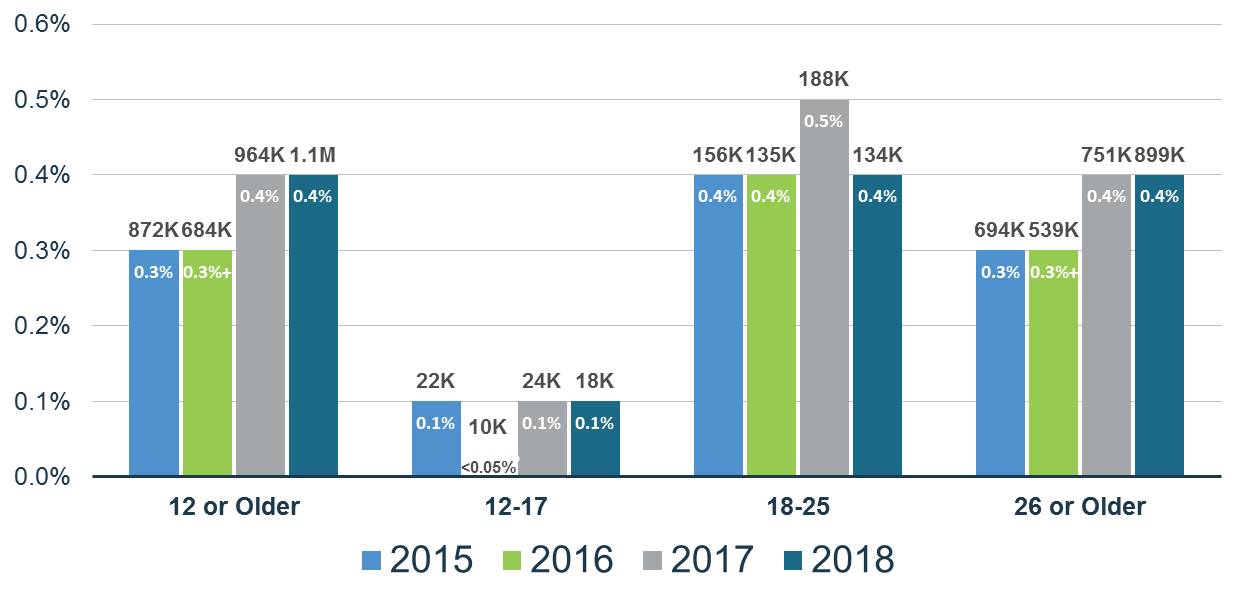 0.6%
0.5%
0.4%
0.3%
0.2%
0.1%
0.0%
872K 684K 964K 1.1M
0.3% 0.3%+ 0.4% 0.4%
22K 10K 24K 18K
0.1% <0.05% 0.1% 0.1%
156K 135K 188K 134K
0.4% 0.4% 0.5% 0.4%
694K 539K 751K 899K
0.3% 0.3%+ 0.4% 0.4%
12 or Older 12-17 18-25 26 or Older
2015 2016 2017 2018